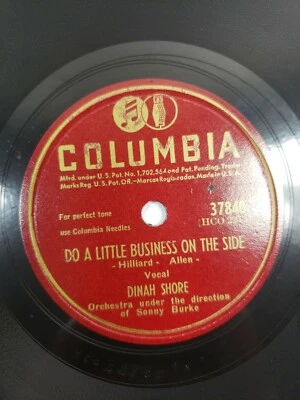 COLUMBIA
Mfrd. under U.S. Pat. No. 1,702,564 and Pat. Pending. Trade
Marks Reg. U.S. Pat. Off.-Marcas Registradas. Made in U.S.A.
For perfect tone
use Columbia Needles
DO A LITTLE BUSINESS ON THE SIDE
- Hilliard - Allen -
Vocal
DINAH SHORE
Orchestra under the direction
of Sonny Burke